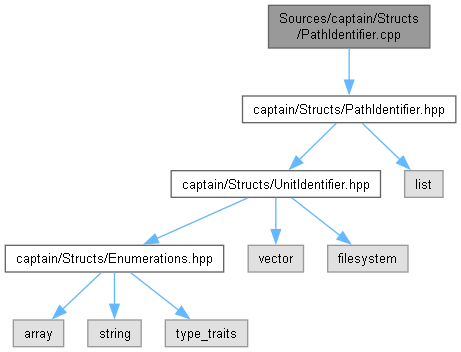 Sources/captain/Structs
/PathIdentifier.cpp
captain/Structs/PathIdentifier.hpp
captain/Structs/UnitIdentifier.hpp
list
captain/Structs/Enumerations.hpp
vector
filesystem
array
string
type_traits